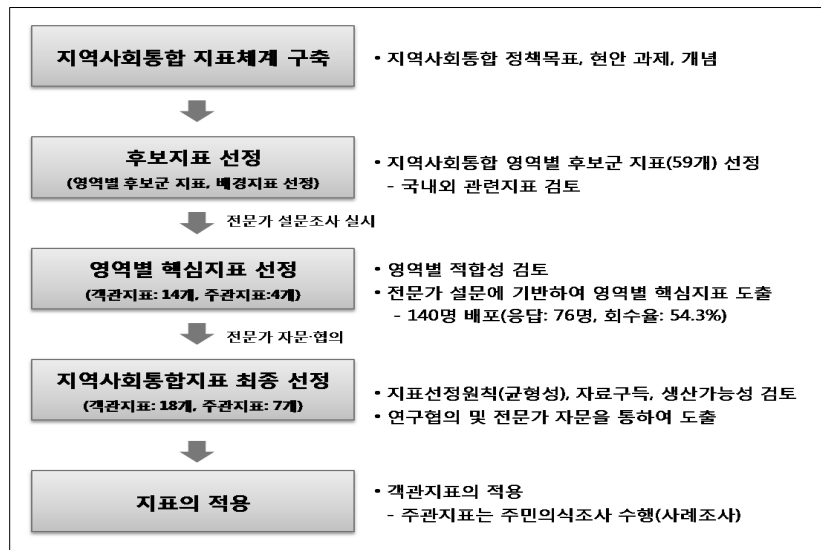 지역사회통합 지표체계 구축
• 지역사회통합 정책목표, 현안 과제, 개념
후보지표 선정
(영역별 후보군 지표, 배경지표 선정)
• 지역사회통합 영역별 후보군 지표(59개) 선정
- 국내외 관련지표 검토
전문가 설문조사 실시
영역별 핵심지표 선정
(객관지표: 14개, 주관지표:4개)
• 영역별 적합성 검토
• 전문가 설문에 기반하여 영역별 핵심지표 도출
- 140명 배포(응답: 76명, 회수율: 54.3%)
전문가 자문·협의
지역사회통합지표 최종 선정
(객관지표: 18개, 주관지표: 7개)
• 지표선정원칙(균형성), 자료구득, 생산가능성 검토
• 연구협의 및 전문가 자문을 통하여 도출
지표의 적용
• 객관지표의 적용
- 주관지표는 주민의식조사 수행(사례조사)